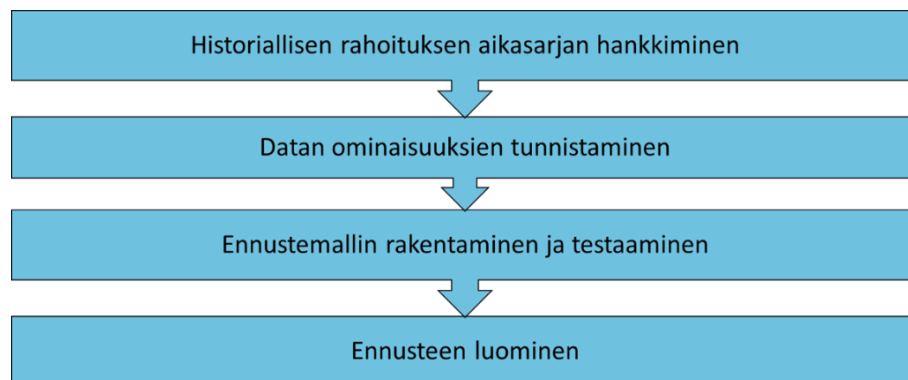 Historiallisen rahoituksen aikasarjan hankkiminen
Datan ominaisuuksien tunnistaminen
Ennustemallin rakentaminen ja testaaminen
Ennusteen luominen